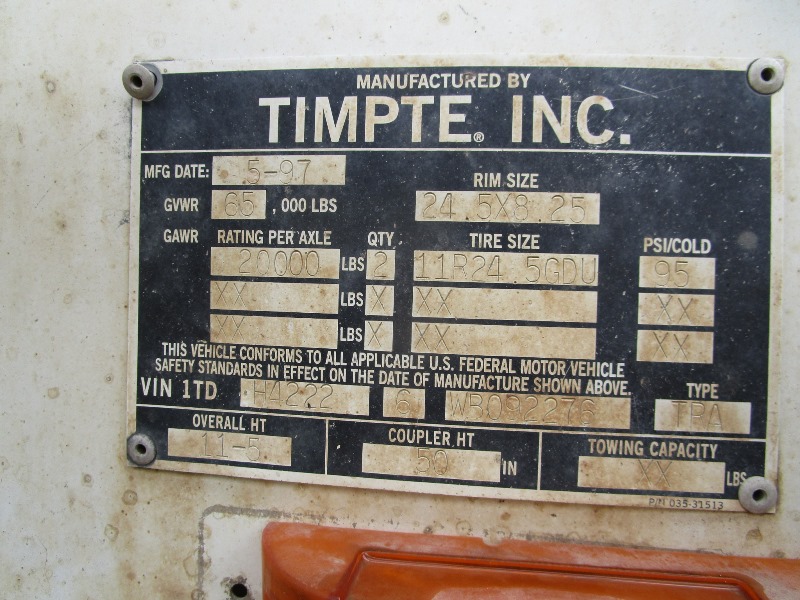 MANUFACTURED BY
TIMPTE® INC.
MFG DATE: 5-97
RIM SIZE
GVWR 65,000 LBS 24.5X8.25
GAWR RATING PER AXLE QTY TIRE SIZE PSI/COLD
20000 LBS 2 11R24.5GDU 95
XX LBS X XX XX
XX LBS X XX XX
THIS VEHICLE CONFORMS TO ALL APPLICABLE U.S. FEDERAL MOTOR VEHICLE
SAFETY STANDARDS IN EFFECT ON THE DATE OF MANUFACTURE SHOWN ABOVE.
TYPE
VIN 1TD H4222 6 WB092276 TRA
OVERALL HT COUPLER HT TOWING CAPACITY
11-5 50 IN XX LBS
P/N 035-31513